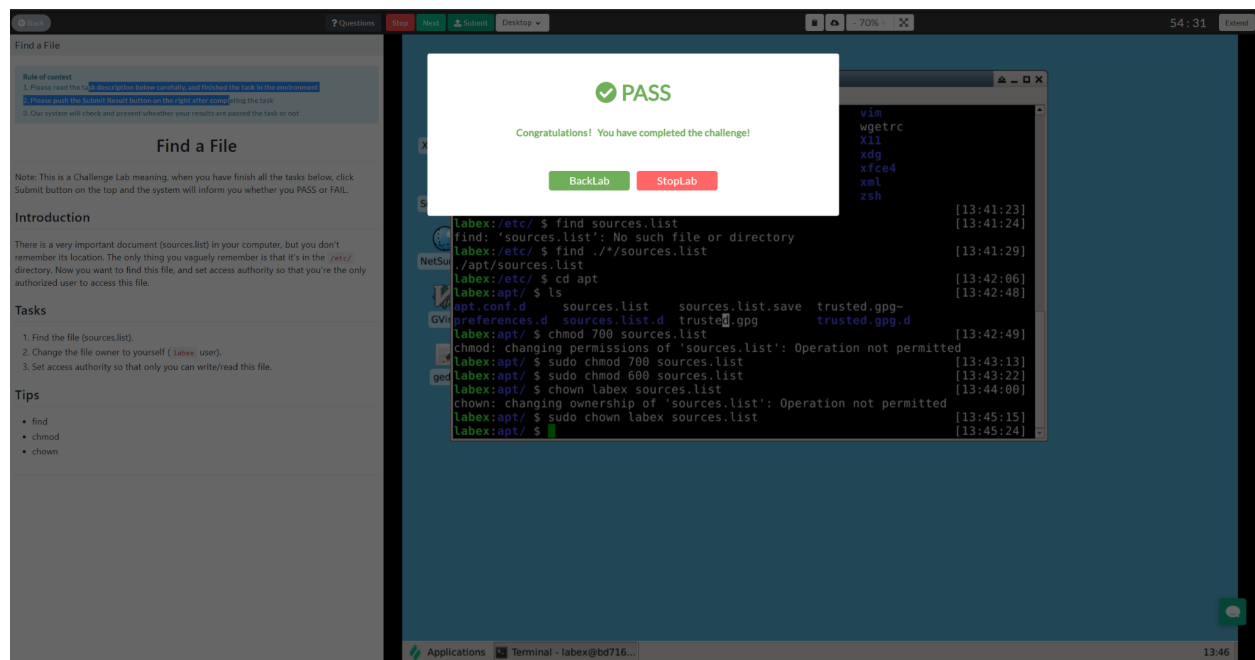 Back
? Questions
Stop
Next
Submit
Desktop
- 70% +
54 : 31
Extend
Find a File
Rule of contest
1. Please read the task description below carefully, and finished the task in the environment
2. Please push the Submit Result button on the right after completing the task
3. Our system will check and present wheather your results are passed the task or not
Find a File
Note: This is a Challenge Lab meaning, when you have finish all the tasks below, click
Submit button on the top and the system will inform you whether you PASS or FAIL.
Introduction
There is a very important document (sources.list) in your computer, but you don't
remember its location. The only thing you vaguely remember is that it's in the /etc/
directory. Now you want to find this file, and set access authority so that you're the only
authorized user to access this file.
Tasks
1. Find the file (sources.list).
2. Change the file owner to yourself ( labex user).
3. Set access authority so that only you can write/read this file.
Tips
find
chmod
chown
PASS
Congratulations! You have completed the challenge!
BackLab
StopLab
X
Se
NetSu
GVi
ged
vim
wgetrc
X11
xdg
xfce4
xml
zsh
[13:41:23]
labex:/etc/ $ find sources.list [13:41:24]
find: ‘sources.list’: No such file or directory
labex:/etc/ $ find ./*/sources.list [13:41:29]
./apt/sources.list
labex:/etc/ $ cd apt [13:42:06]
labex:apt/ $ ls [13:42:48]
apt.conf.d sources.list sources.list.save trusted.gpg~
preferences.d sources.list.d trusted.gpg trusted.gpg.d
labex:apt/ $ chmod 700 sources.list [13:42:49]
chmod: changing permissions of 'sources.list': Operation not permitted
labex:apt/ $ sudo chmod 700 sources.list [13:43:13]
labex:apt/ $ sudo chmod 600 sources.list [13:43:22]
labex:apt/ $ chown labex sources.list [13:44:00]
chown: changing ownership of 'sources.list': Operation not permitted
labex:apt/ $ sudo chown labex sources.list [13:45:15]
labex:apt/ $ [13:45:24]
Applications
Terminal - labex@bd716...
13:46